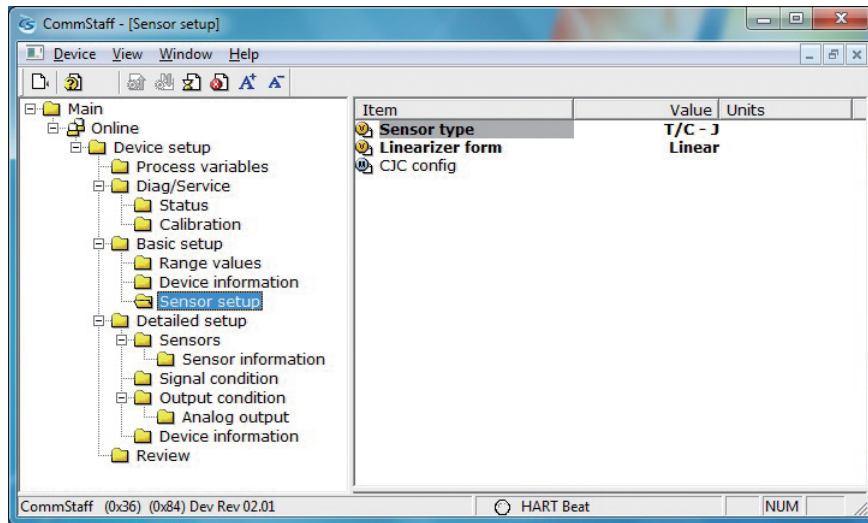 CommStaff - [Sensor setup]
Device View Window Help
Main
Online
Device setup
Process variables
Diag/Service
Status
Calibration
Basic setup
Range values
Device information
Sensor setup
Detailed setup
Sensors
Sensor information
Signal condition
Output condition
Analog output
Device information
Review
Item Value Units
Sensor type T/C - J
Linearizer form Linear
CJC config
CommStaff (0x36) (0x84) Dev Rev 02.01 HART Beat NUM